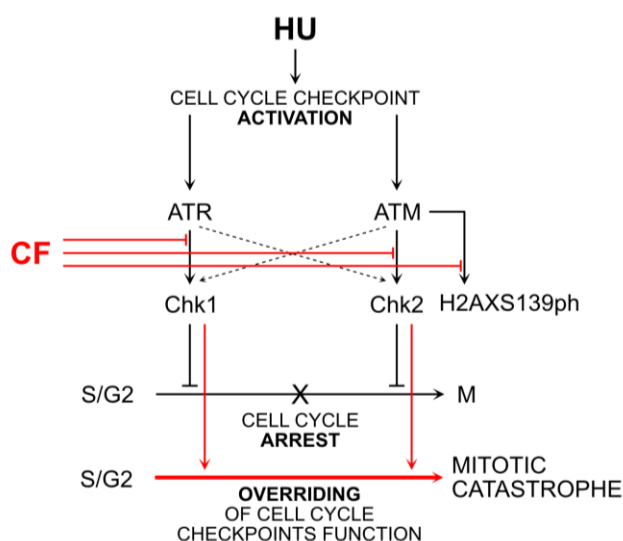 HU
CELL CYCLE CHECKPOINT
ACTIVATION
ATR
ATM
CF
Chk1
Chk2
H2AXS139ph
S/G2
X
M
CELL CYCLE
ARREST
S/G2
MITOTIC
CATASTROPHE
OVERRIDING
OF CELL CYCLE
CHECKPOINTS FUNCTION